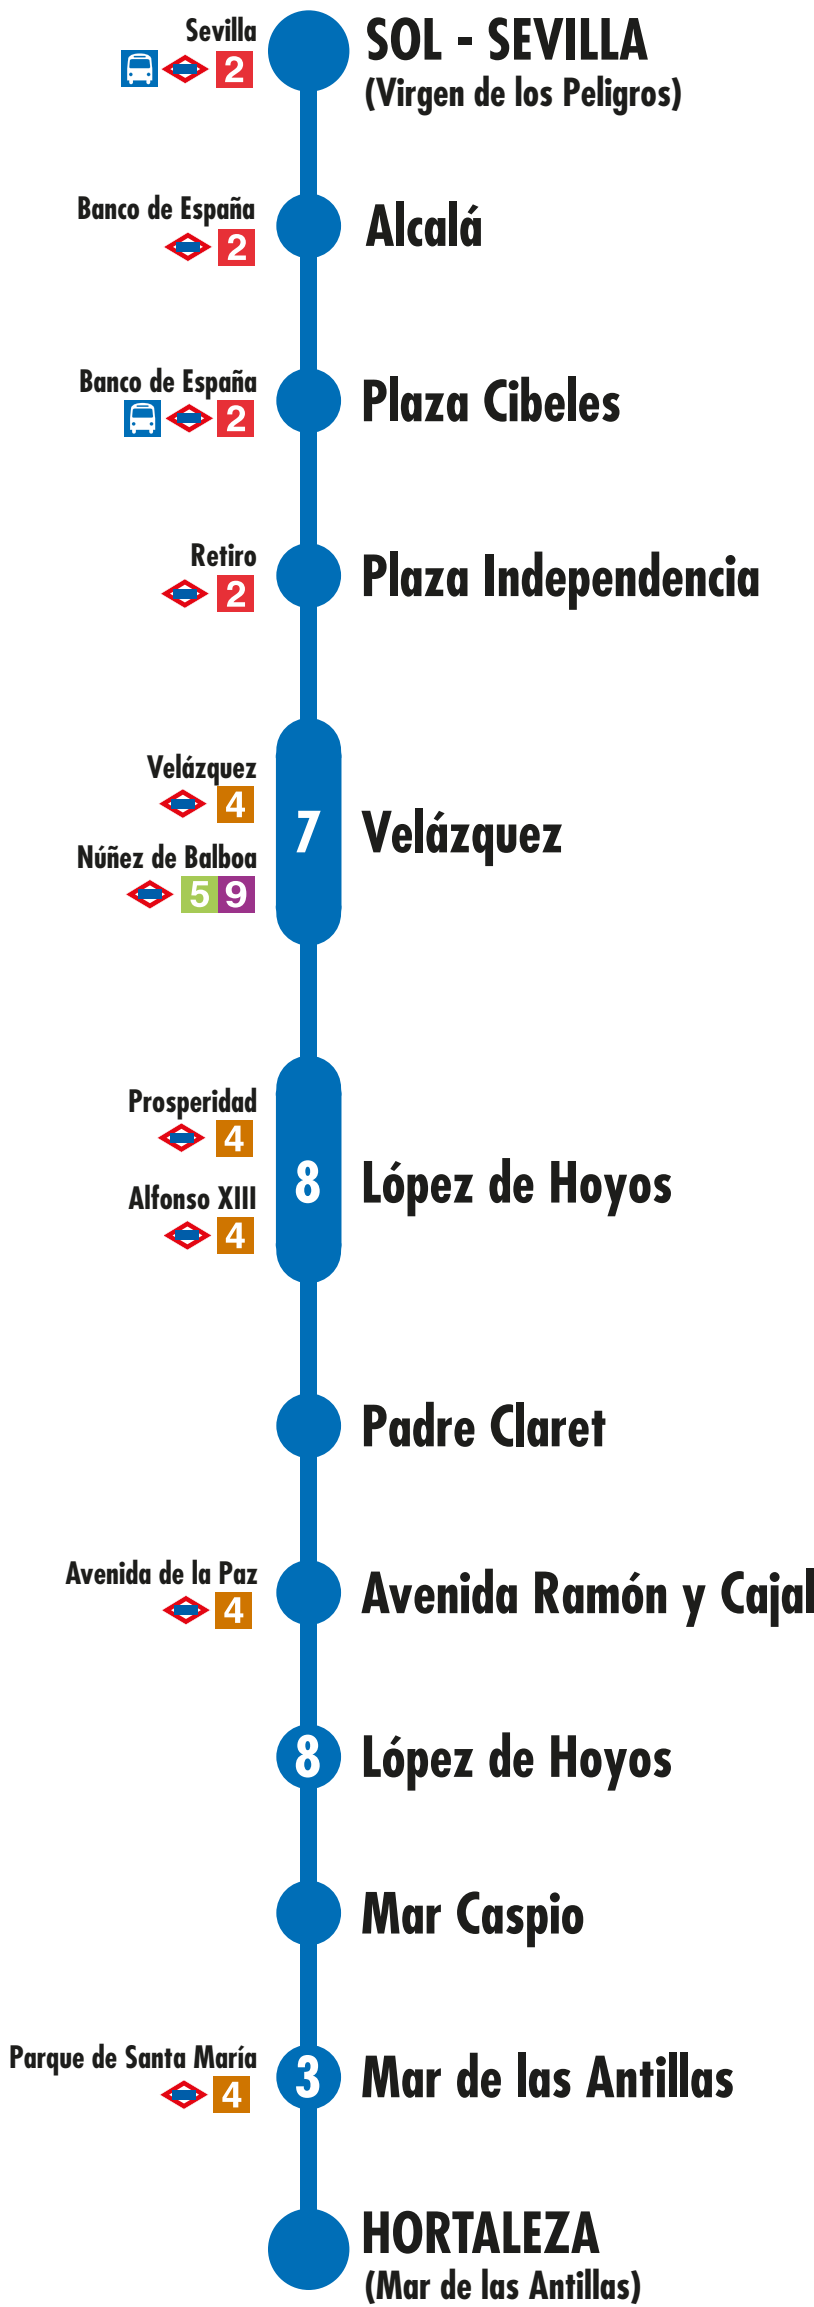 Sevilla
2
SOL - SEVILLA
(Virgen de los Peligros)
Banco de España
2
Alcalá
Banco de España
2
Plaza Cibeles
Retiro
2
Plaza Independencia
Velázquez
4
Núñez de Balboa
5 9
7
Velázquez
Prosperidad
4
Alfonso XIII
4
8
López de Hoyos
Padre Claret
Avenida de la Paz
4
Avenida Ramón y Cajal
8
López de Hoyos
Mar Caspio
Parque de Santa María
4
3
Mar de las Antillas
HORTALEZA
(Mar de las Antillas)